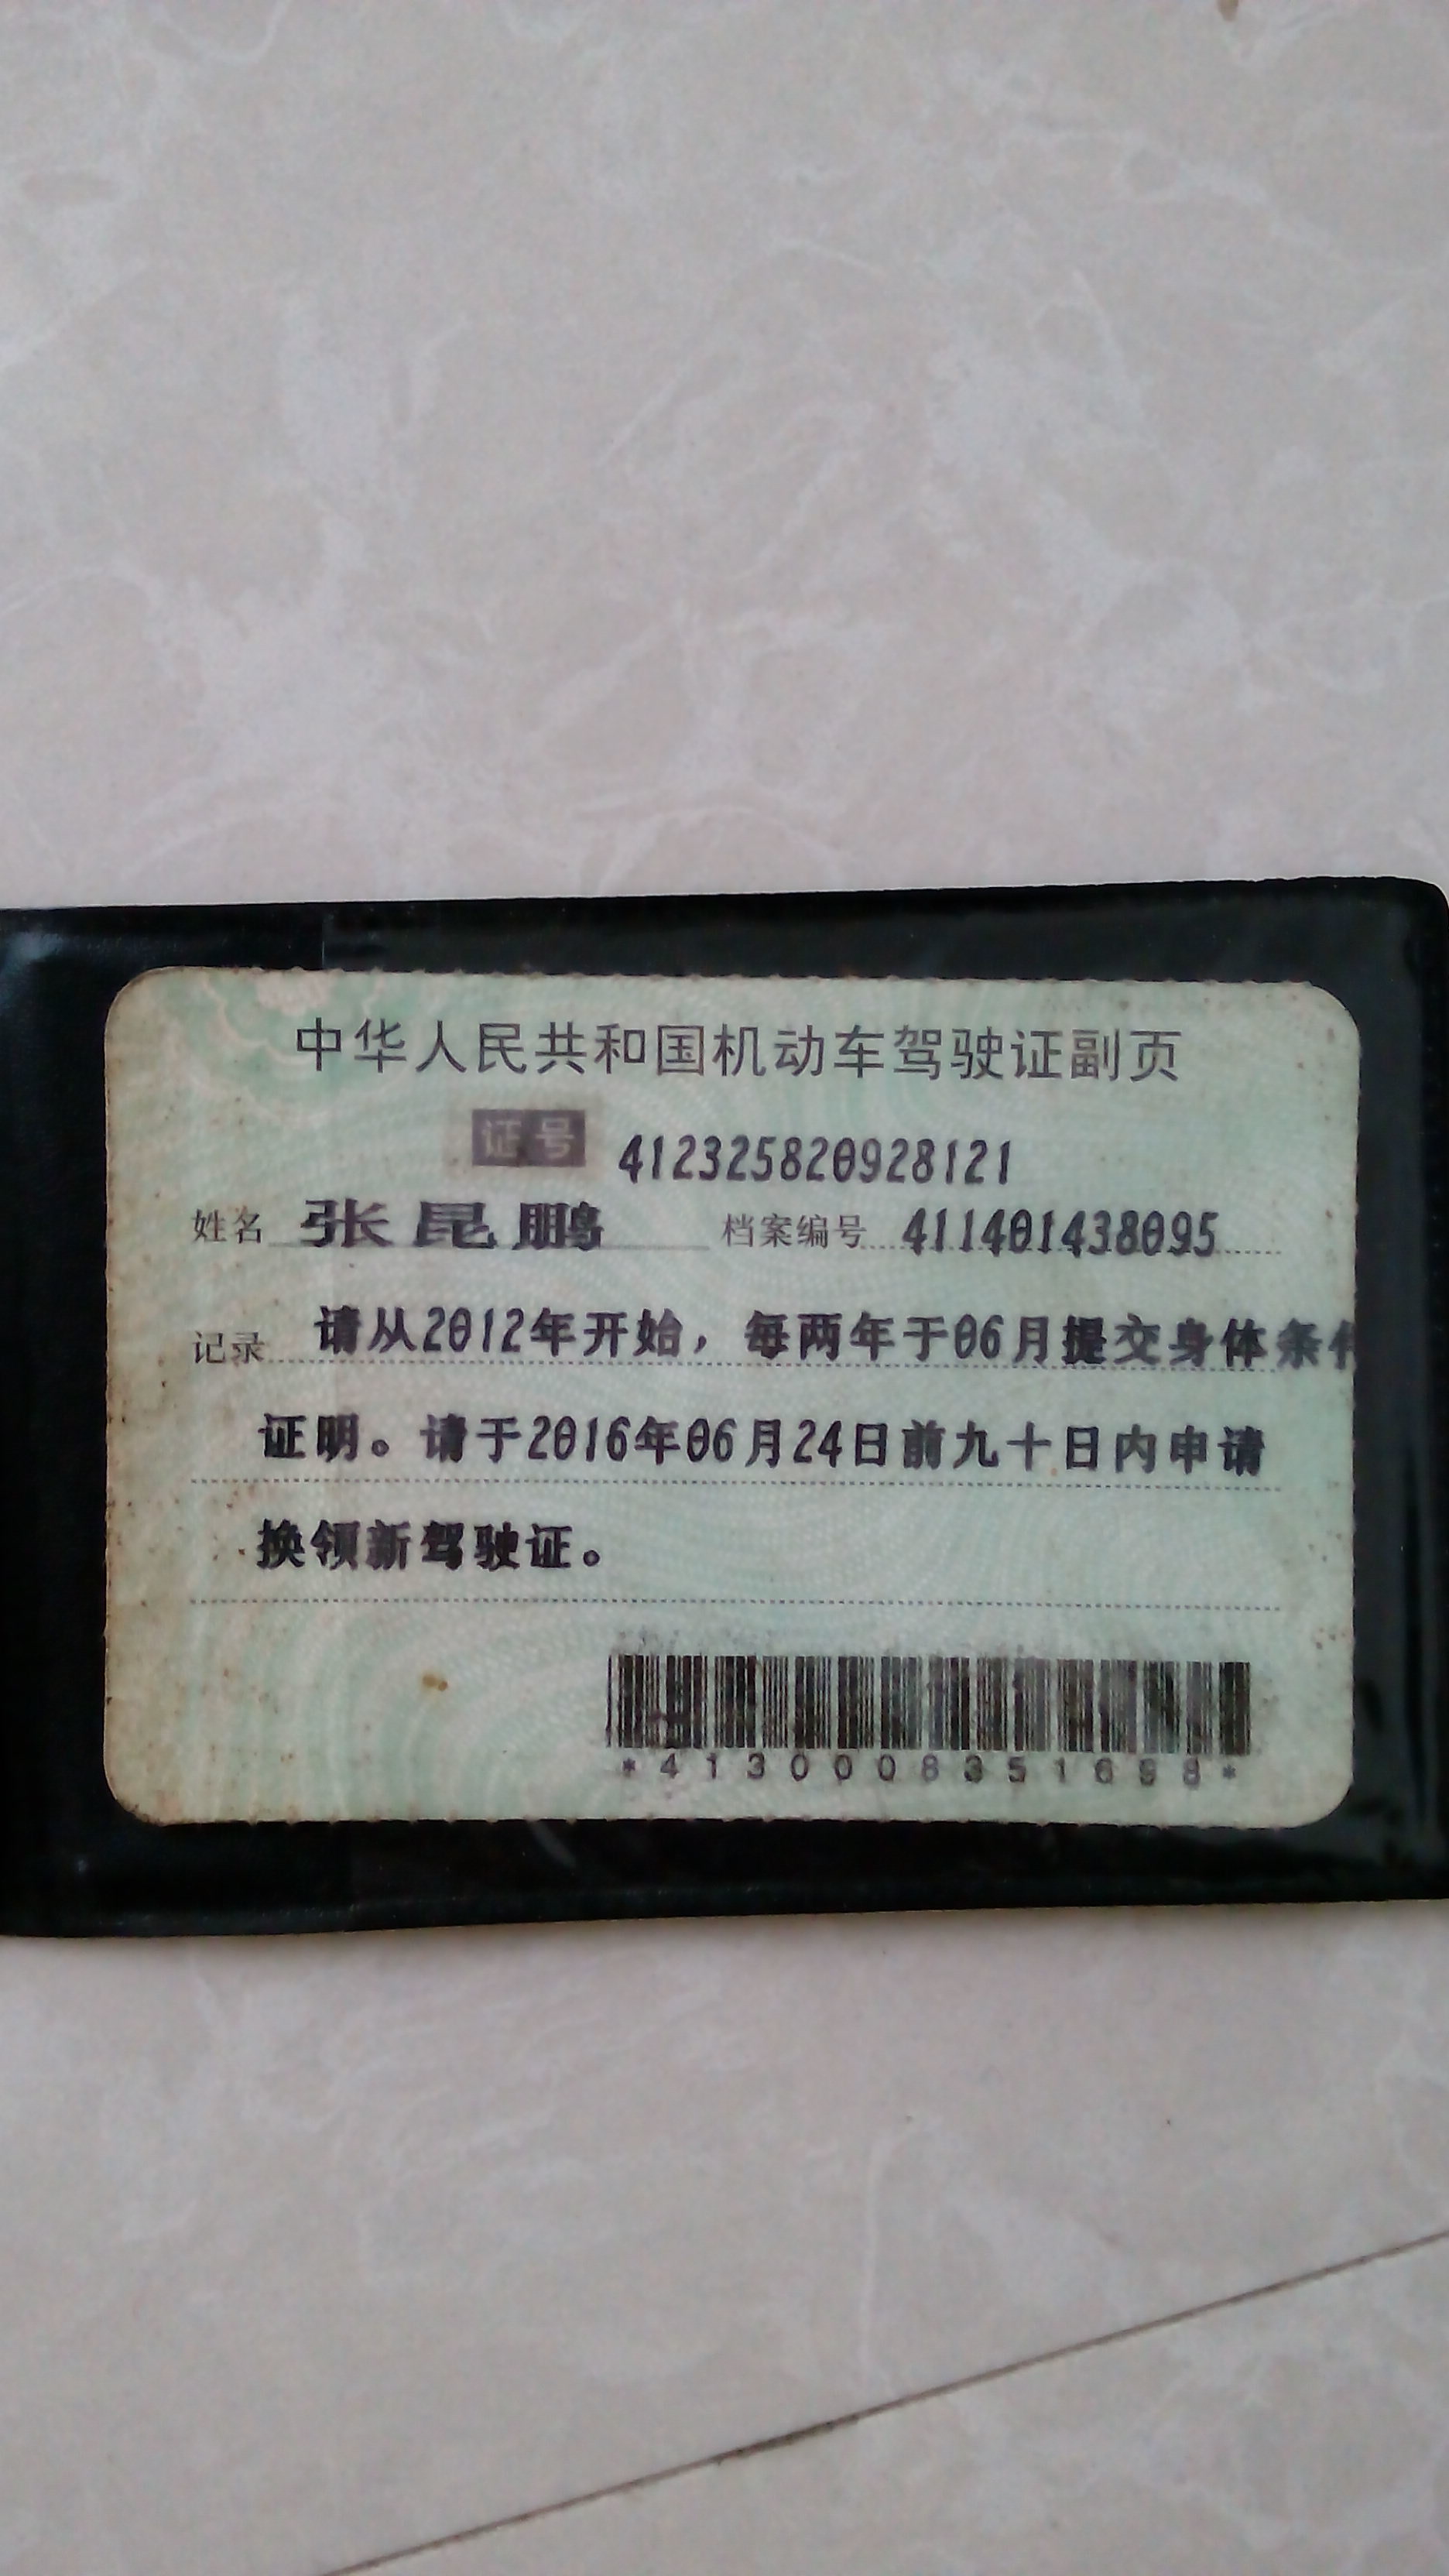 中华人民共和国机动车驾驶证副页
证号 412325820928121
姓名 张昆鹏 档案编号 411401438095
记录 请从2012年开始，每两年于06月提交身体条件
证明。请于2016年06月24日前九十日内申请
换领新驾驶证。
*4130008351698*